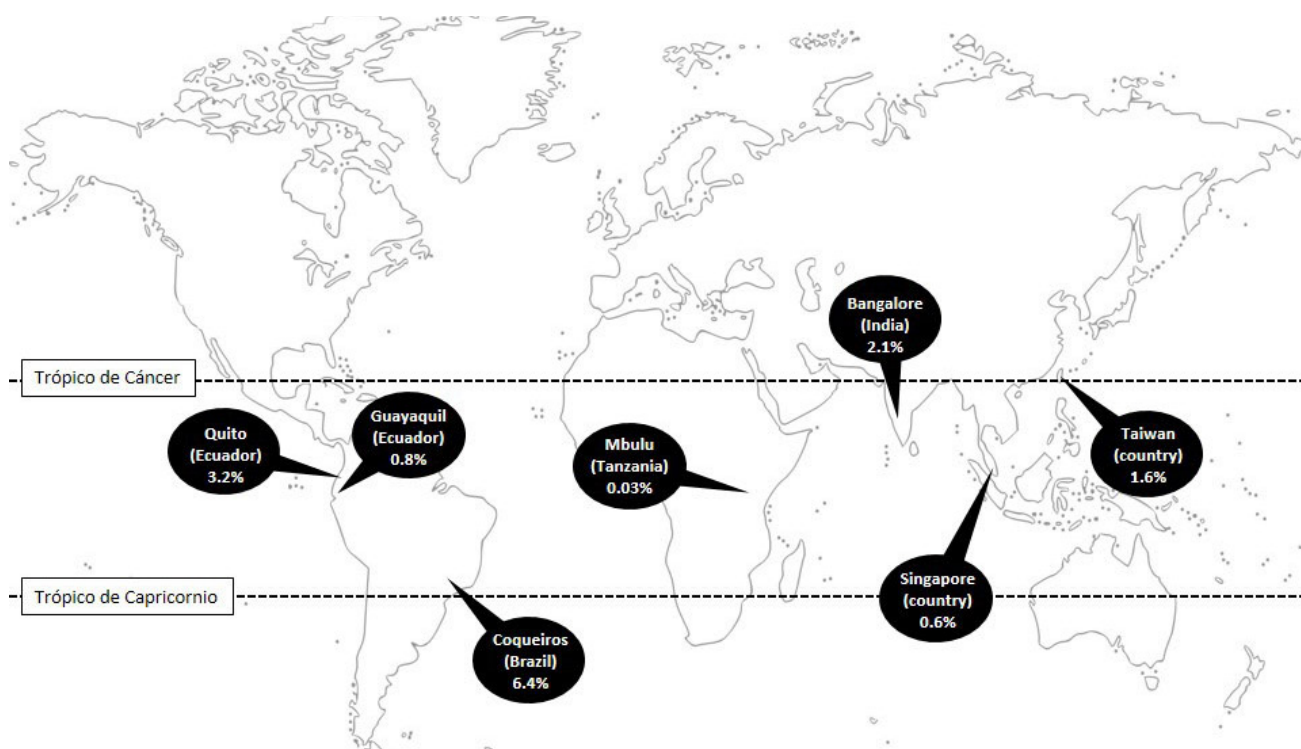 Bangalore
(India)
2.1%
Trópico de Cáncer
Quito
(Ecuador)
3.2%
Guayaquil
(Ecuador)
0.8%
Mbulu
(Tanzania)
0.03%
Taiwan
(country)
1.6%
Trópico de Capricornio
Singapore
(country)
0.6%
Coqueiros
(Brazil)
6.4%